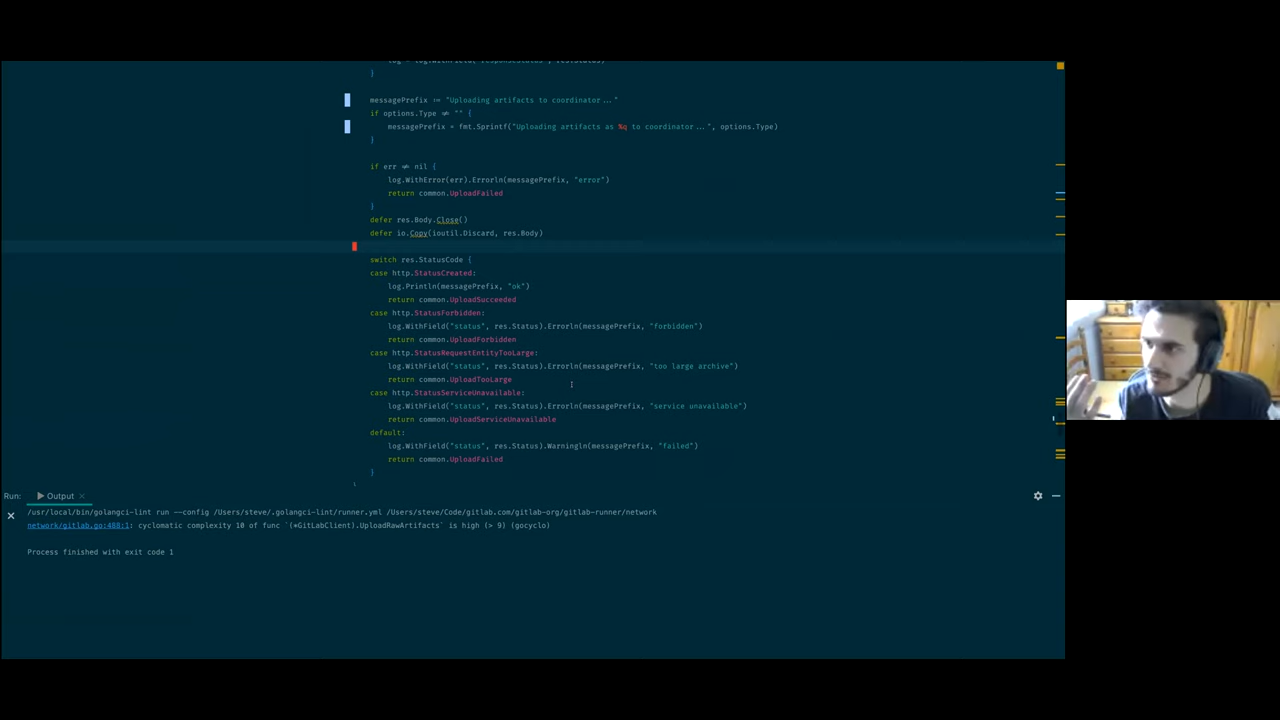 }
messagePrefix := "Uploading artifacts to coordinator..."
if options.Type ≠ "" {
messagePrefix = fmt.Sprintf("Uploading artifacts as %q to coordinator...", options.Type)
}
if err ≠ nil {
log.WithError(err).Errorln(messagePrefix, "error")
return common.UploadFailed
}
defer res.Body.Close()
defer io.Copy(ioutil.Discard, res.Body)
switch res.StatusCode {
case http.StatusCreated:
log.Println(messagePrefix, "ok")
return common.UploadSucceeded
case http.StatusForbidden:
log.WithField("status", res.Status).Errorln(messagePrefix, "forbidden")
return common.UploadForbidden
case http.StatusRequestEntityTooLarge:
log.WithField("status", res.Status).Errorln(messagePrefix, "too large archive")
return common.UploadTooLarge
case http.StatusServiceUnavailable:
log.WithField("status", res.Status).Errorln(messagePrefix, "service unavailable")
return common.UploadServiceUnavailable
default:
log.WithField("status", res.Status).Warningln(messagePrefix, "failed")
return common.UploadFailed
}
Run: Output
/usr/local/bin/golangci-lint run --config /Users/steve/.golangci-lint/runner.yml /Users/steve/Code/gitlab.com/gitlab-org/gitlab-runner/network
network/gitlab.go:488:1: cyclomatic complexity 10 of func `(*GitLabClient).UploadRawArtifacts` is high (> 9) (gocyclo)
Process finished with exit code 1